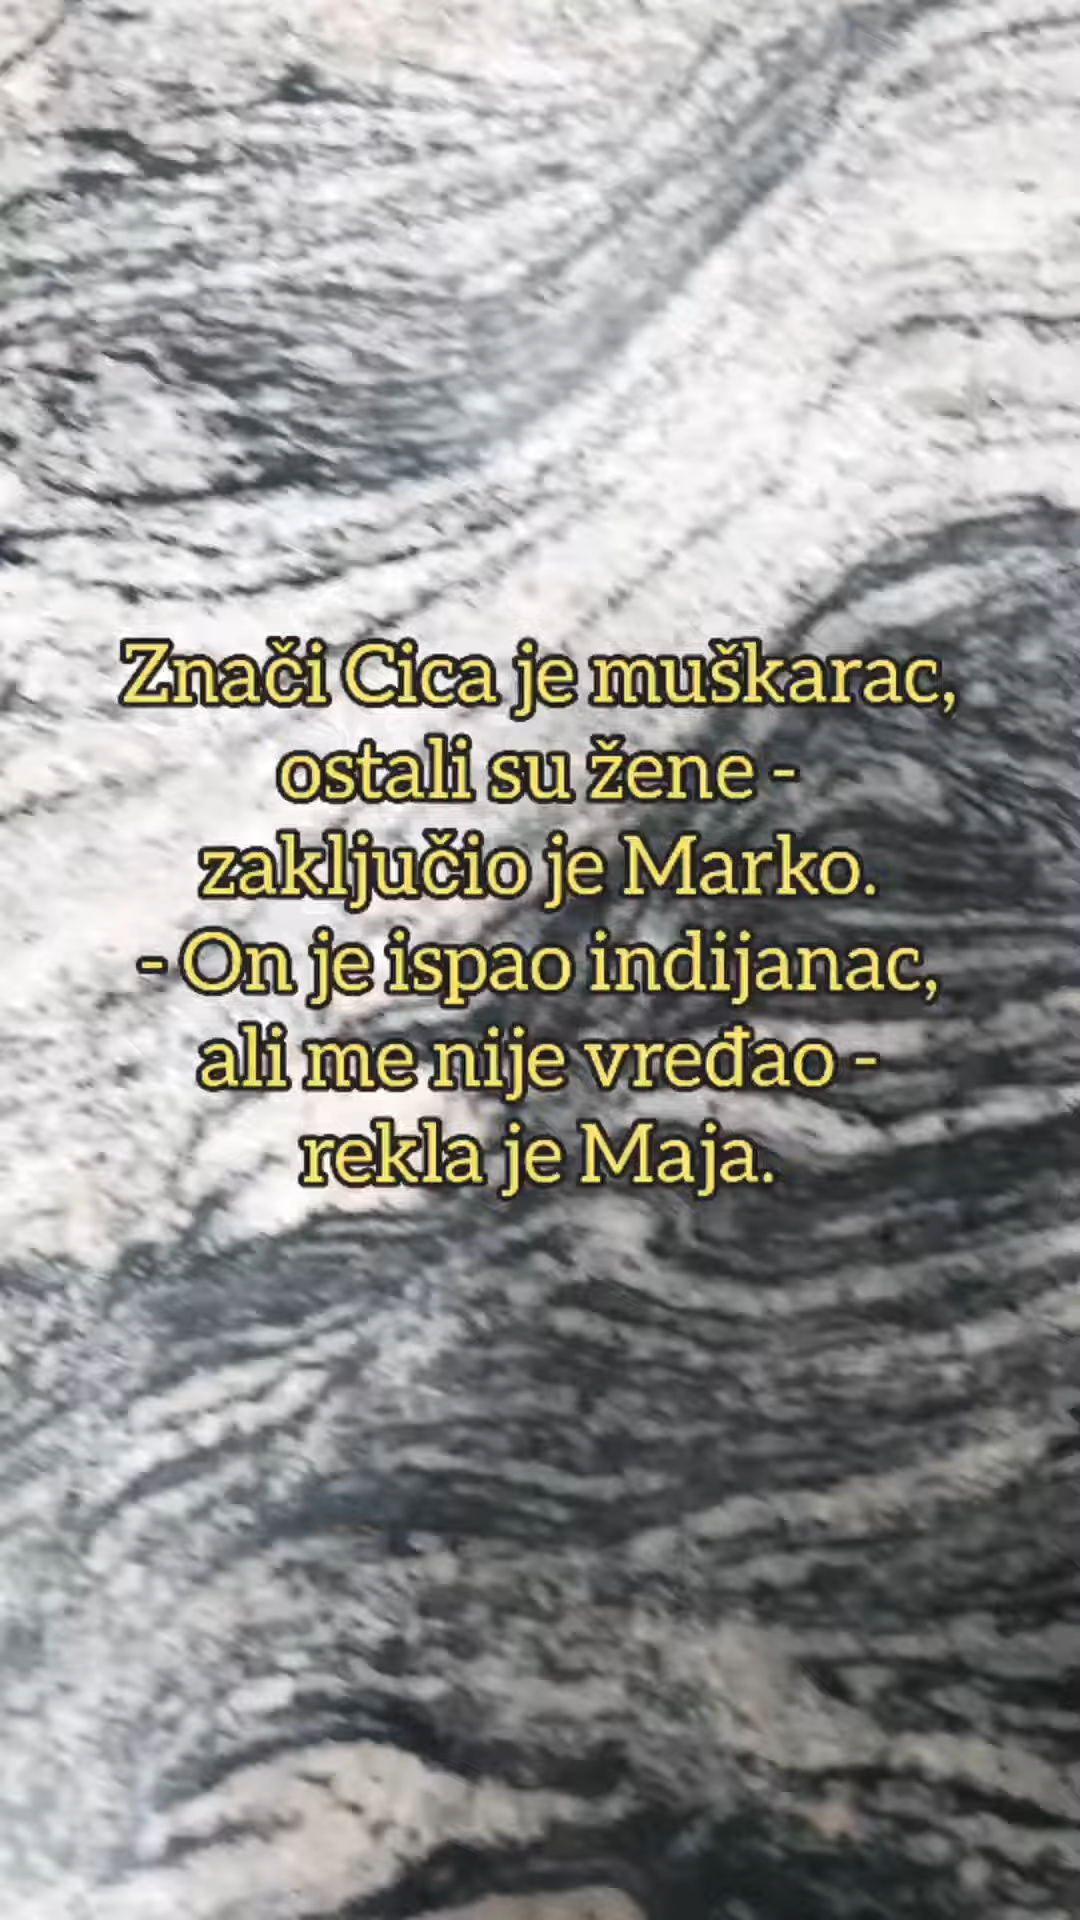 Znači Cica je muškarac,
ostali su žene -
zaključio je Marko.
- On je ispao indijanac,
ali me nije vređao -
rekla je Maja.